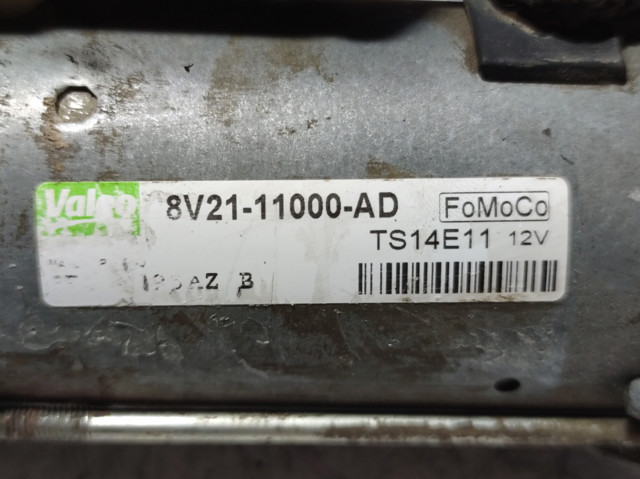 Valeo 8V21-11000-AD FoMoCo
TS14E11 12V
AZ B